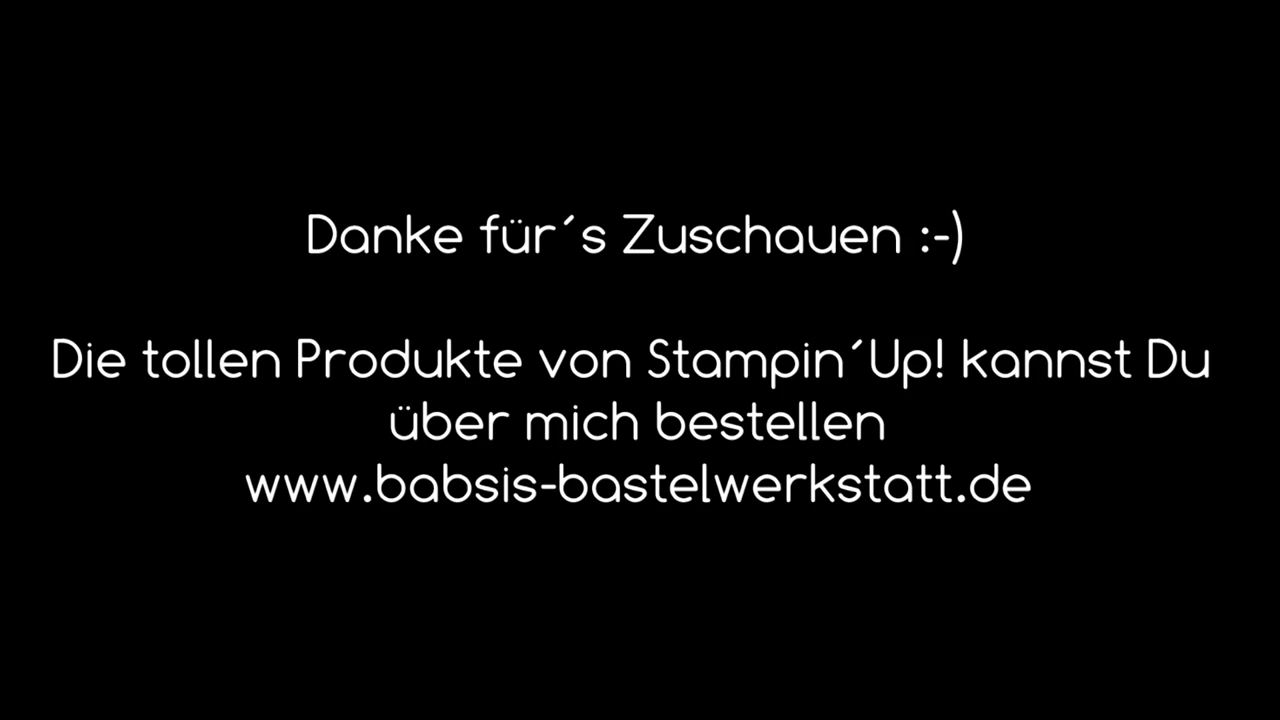 Danke für´s Zuschauen :-)
Die tollen Produkte von Stampin´Up! kannst Du
über mich bestellen
www.babsis-bastelwerkstatt.de